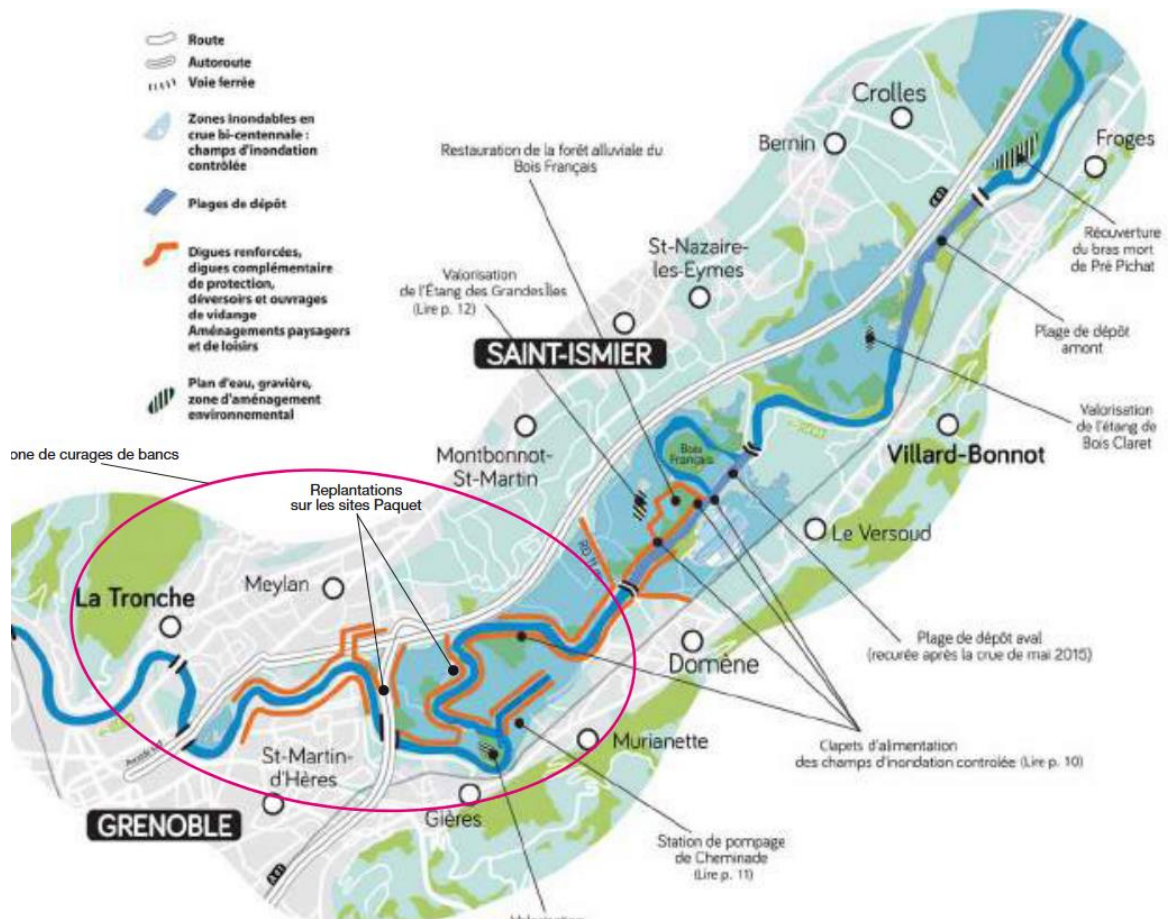 Route
Autoroute
Voie ferrée
Zones inondables en
crue bi-centennale :
champs d'inondation
contrôlée
Plages de dépôt
Digues renforcées,
digues complémentaire
de protection,
déversoirs et ouvrages
de vidange
Aménagements paysagers
et de loisirs
Plan d'eau, gravière,
zone d'aménagement
environnemental
one de curages de bancs
Restauration de la forêt alluviale du
Bois Français
Valorisation
de l'Étang des Grandes Îles
(Lire p. 12)
Crolles
Bernin
Froges
A41
Réouverture
du bras mort
de Pré Pichat
St-Nazaire-
les-Eymes
SAINT-ISMIER
Plage de dépôt
amont
Valorisation
de l'étang de
Bois Claret
Montbonnot-
St-Martin
Bois
Français
Villard-Bonnot
Replantations
sur les sites Paquet
Le Versoud
Meylan
La Tronche
Plage de dépôt aval
(recurée après la crue de mai 2015)
Domène
Clapets d'alimentation
des champs d'inondation controlée (Lire p. 10)
Murianette
St-Martin-
d'Hères
Gières
GRENOBLE
Station de pompage
de Cheminade
(Lire p. 11)
A41